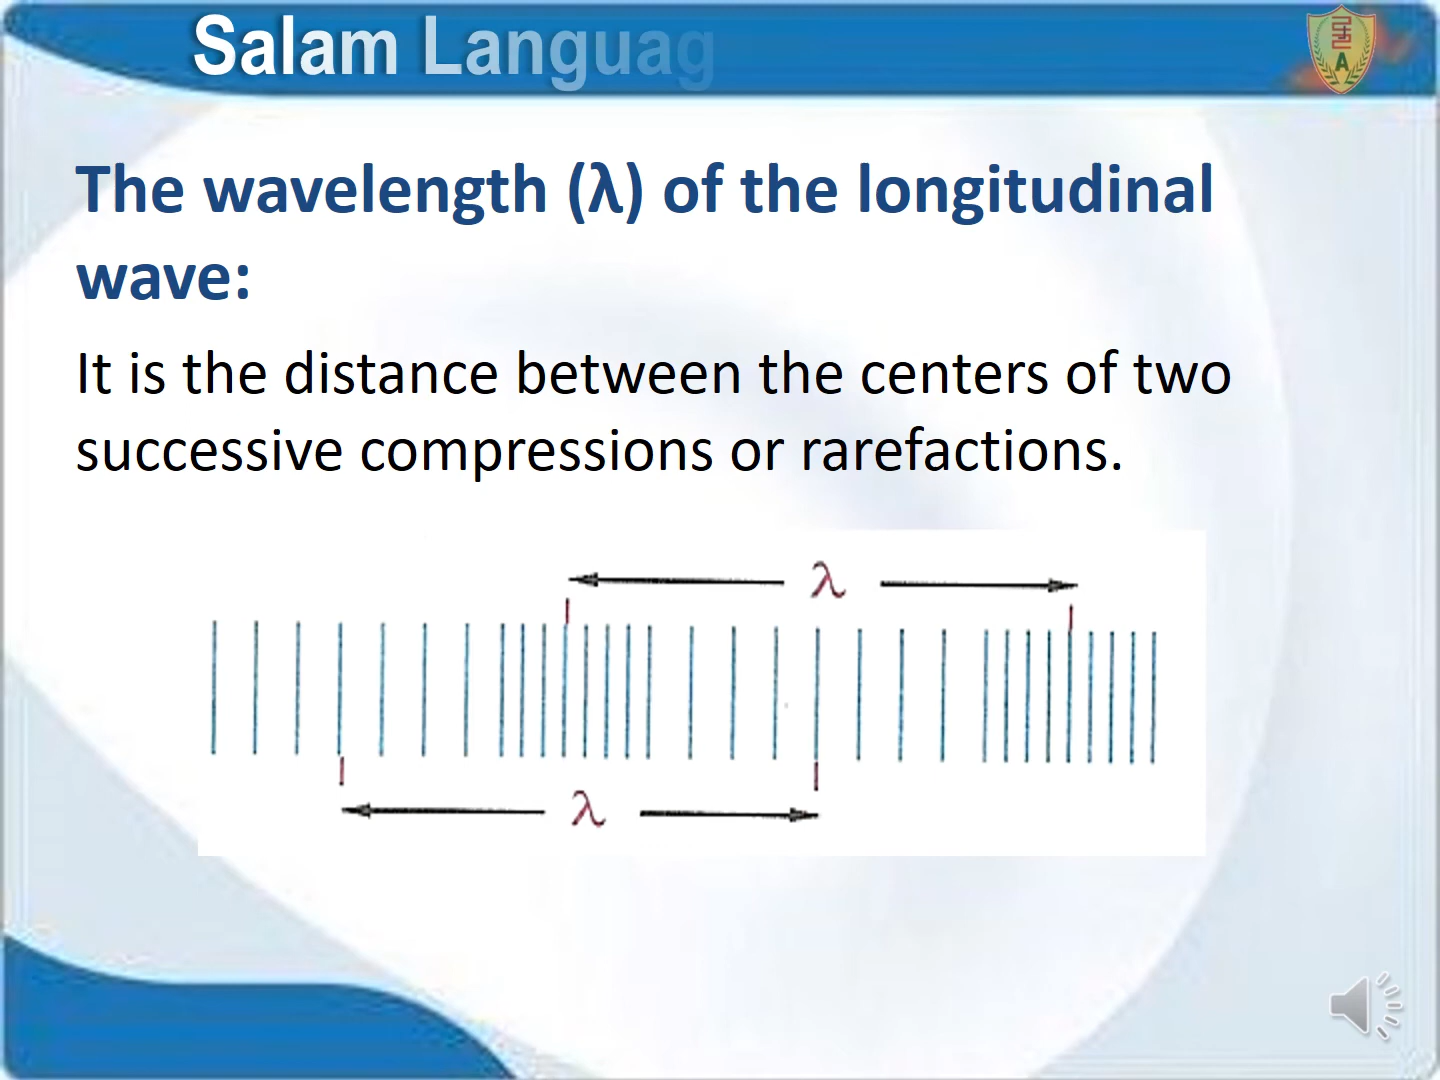 Salam Languag
The wavelength (λ) of the longitudinal
wave:
It is the distance between the centers of two
successive compressions or rarefactions.
λ
λ